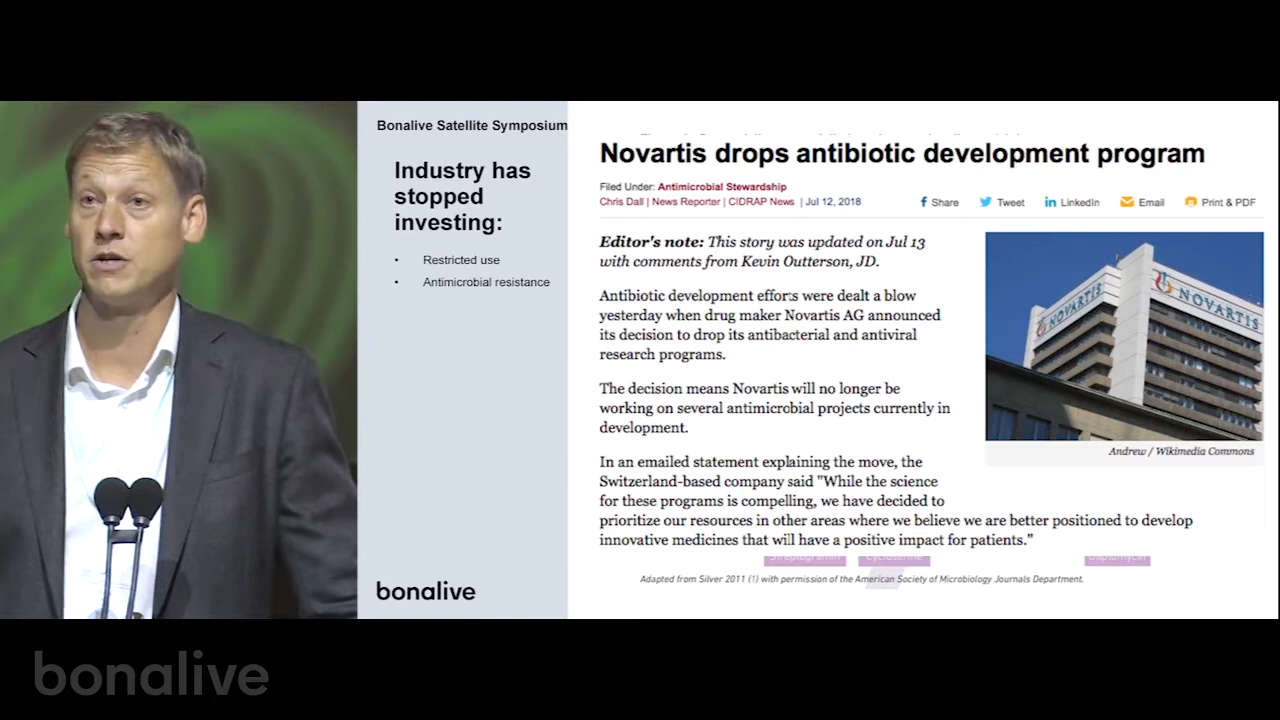 Bonalive Satellite Symposium
Industry has
stopped
investing:
• Restricted use
• Antimicrobial resistance
bonalive
Novartis drops antibiotic development program
Filed Under: Antimicrobial Stewardship
Chris Dall | News Reporter | CIDRAP News | Jul 12, 2018
Share Tweet LinkedIn Email Print & PDF
Editor's note: This story was updated on Jul 13
with comments from Kevin Outterson, JD.
Antibiotic development efforts were dealt a blow
yesterday when drug maker Novartis AG announced
its decision to drop its antibacterial and antiviral
research programs.
The decision means Novartis will no longer be
working on several antimicrobial projects currently in
development.
In an emailed statement explaining the move, the
Switzerland-based company said "While the science
for these programs is compelling, we have decided to
prioritize our resources in other areas where we believe we are better positioned to develop
innovative medicines that will have a positive impact for patients."
NOVARTIS
NOVARTIS
Andrew / Wikimedia Commons
Adapted from Silver 2011 (1) with permission of the American Society of Microbiology Journals Department.
bonalive